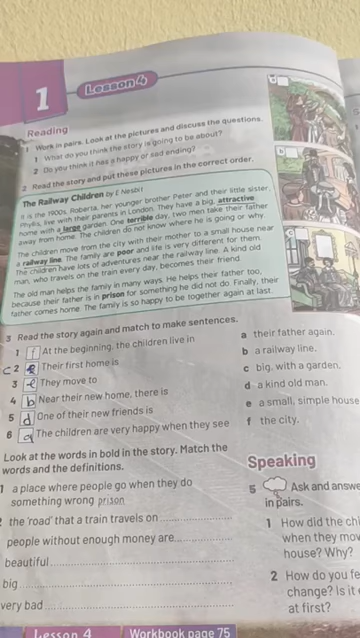 1
Lesson 4
Reading
1 Work in pairs. Look at the pictures and discuss the questions.
1 What do you think the story is going to be about?
2 Do you think it has a happy or sad ending?
2 Read the story and put these pictures in the correct order.
The Railway Children by E Nesbit
It is the 1900s. Roberta, her younger brother Peter and their little sister,
Phyllis, live with their parents in London. They have a big, attractive
home with a large garden. One terrible day, two men take their father
away from home. The children do not know where he is going or why.
The children move from the city with their mother to a small house near
a railway line. The family are poor and life is very different for them.
The children have lots of adventures near the railway line. A kind old
man, who travels on the train every day, becomes their friend.
The old man helps the family in many ways. He helps their father too,
because their father is in prison for something he did not do. Finally, their
father comes home. The family is so happy to be together again at last.
b
c
3 Read the story again and match to make sentences.
1 f At the beginning, the children live in
c 2 Their first home is
3 e They move to
4 b Near their new home, there is
5 d One of their new friends is
6 a The children are very happy when they see
a their father again.
b a railway line.
c big, with a garden.
d a kind old man.
e a small, simple house
f the city.
Look at the words in bold in the story. Match the
words and the definitions.
1 a place where people go when they do
something wrong prison
the 'road' that a train travels on
people without enough money are
beautiful
big
very bad
Speaking
5 Ask and answe
in pairs.
1 How did the chi
when they mov
house? Why?
2 How do you fe
change? Is it
at first?
Lesson 4 Workbook page 75